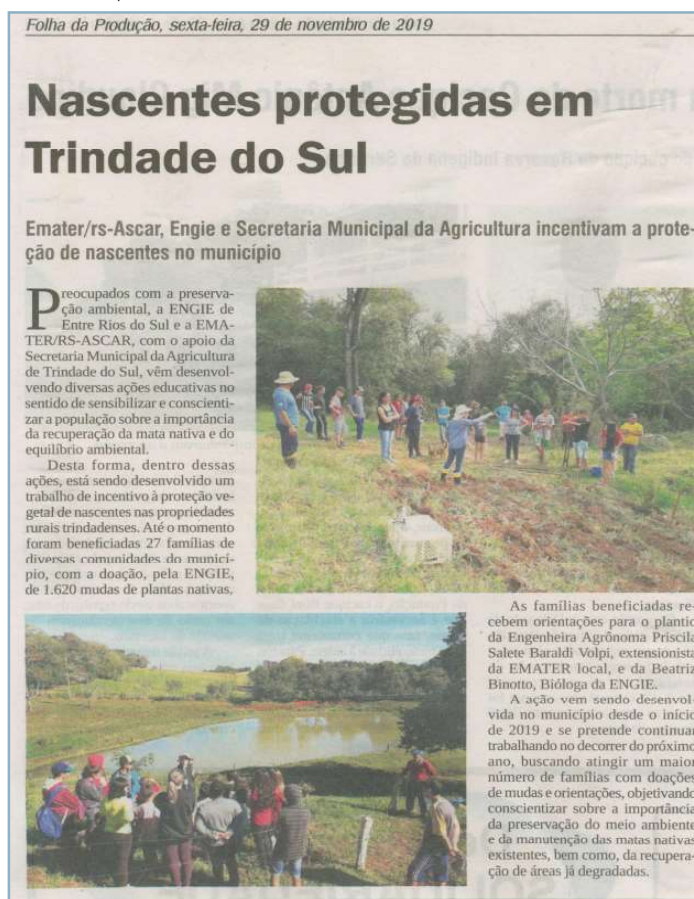 Folha da Produção, sexta-feira, 29 de novembro de 2019
Nascentes protegidas em
Trindade do Sul
Emater/rs-Ascar, Engie e Secretaria Municipal da Agricultura incentivam a prote-
ção de nascentes no município
Preocupados com a preserva-
ção ambiental, a ENGIE de
Entre Rios do Sul e a EMA-
TER/RS-ASCAR, com o apoio da
Secretaria Municipal da Agricultura
de Trindade do Sul, vêm desenvol-
vendo diversas ações educativas no
sentido de sensibilizar e conscienti-
zar a população sobre a importância
da recuperação da mata nativa e do
equilíbrio ambiental.
Desta forma, dentro dessas
ações, está sendo desenvolvido um
trabalho de incentivo à proteção ve-
getal de nascentes nas propriedades
rurais trindadenses. Até o momento
foram beneficiadas 27 famílias de
diversas comunidades do municí-
pio, com a doação, pela ENGIE,
de 1.620 mudas de plantas nativas.
As famílias beneficiadas re-
cebem orientações para o plantio
da Engenheira Agrônoma Priscila
Salete Baraldi Volpi, extensionista
da EMATER local, e da Beatriz
Binotto, Bióloga da ENGIE.
A ação vem sendo desenvol-
vida no município desde o início
de 2019 e se pretende continuar
trabalhando no decorrer do próximo
ano, buscando atingir um maior
número de famílias com doações
de mudas e orientações, objetivando
conscientizar sobre a importância
da preservação do meio ambiente
e da manutenção das matas nativas
existentes, bem como, da recupera-
ção de áreas já degradadas.